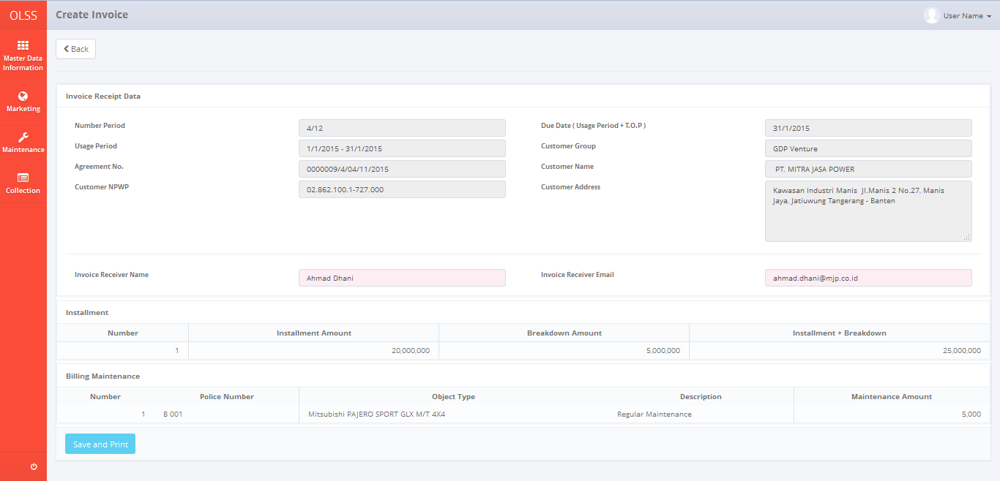 OLSS
Create Invoice
User Name
Master Data
Information
Marketing
Maintenance
Collection
Back
Invoice Receipt Data
Number Period
4/12
Due Date ( Usage Period + T.O.P )
31/1/2015
Usage Period
1/1/2015 - 31/1/2015
Customer Group
GDP Venture
Agreement No.
0000009/4/04/11/2015
Customer Name
PT. MITRA JASA POWER
Customer NPWP
02.862.100.1-727.000
Customer Address
Kawasan Industri Manis Jl.Manis 2 No.27, Manis
Jaya, Jatiuwung Tangerang - Banten
Invoice Receiver Name
Ahmad Dhani
Invoice Receiver Email
ahmad.dhani@mjp.co.id
Installment
Number Installment Amount Breakdown Amount Installment + Breakdown
1 20,000,000 5,000,000 25,000,000
Billing Maintenance
Number Police Number Object Type Description Maintenance Amount
1 B 001 Mitsubishi PAJERO SPORT GLX M/T 4X4 Regular Maintenance 5,000
Save and Print